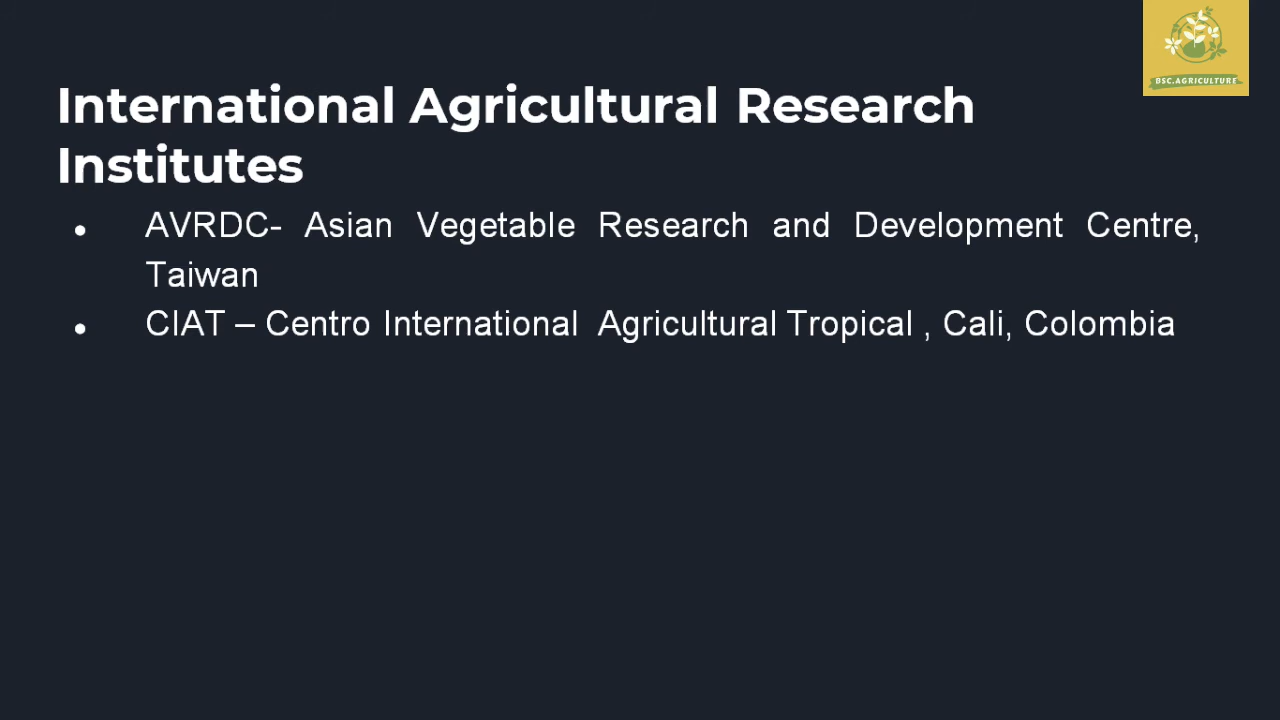 DSC.AGRICULTURE
International Agricultural Research
Institutes
● AVRDC- Asian Vegetable Research and Development Centre,
Taiwan
● CIAT – Centro International Agricultural Tropical , Cali, Colombia